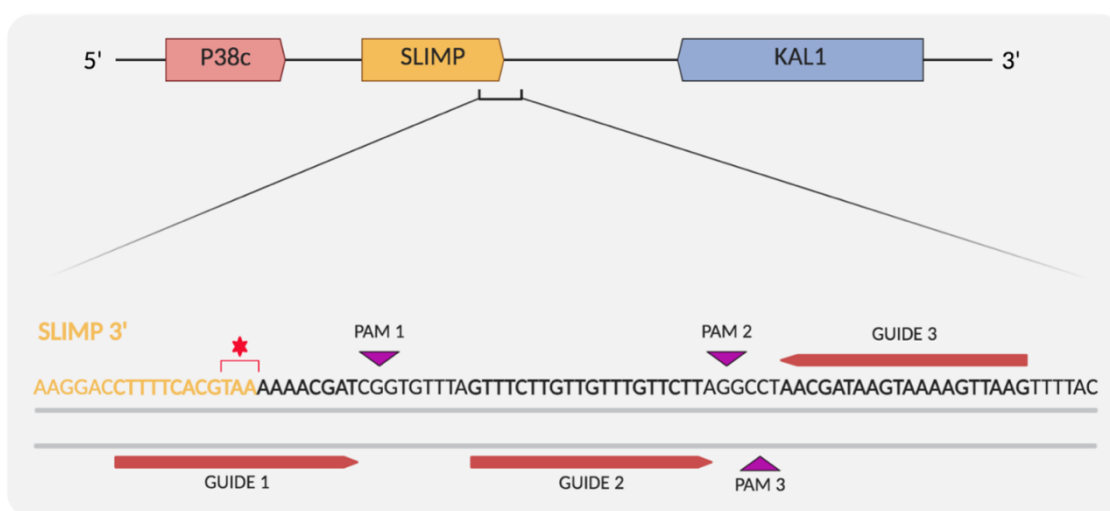 5' P38c SLIMP KAL1 3'
SLIMP 3'
PAM 1 PAM 2 GUIDE 3
AAGGACCTTTTCACGTAAAAAACGATCGGTGTTTAGTTTCTTGTTGTTTGTTCTTAGGCCTAACGATAAGTAAAAGTTAAGTTTTAC
GUIDE 1 GUIDE 2 PAM 3